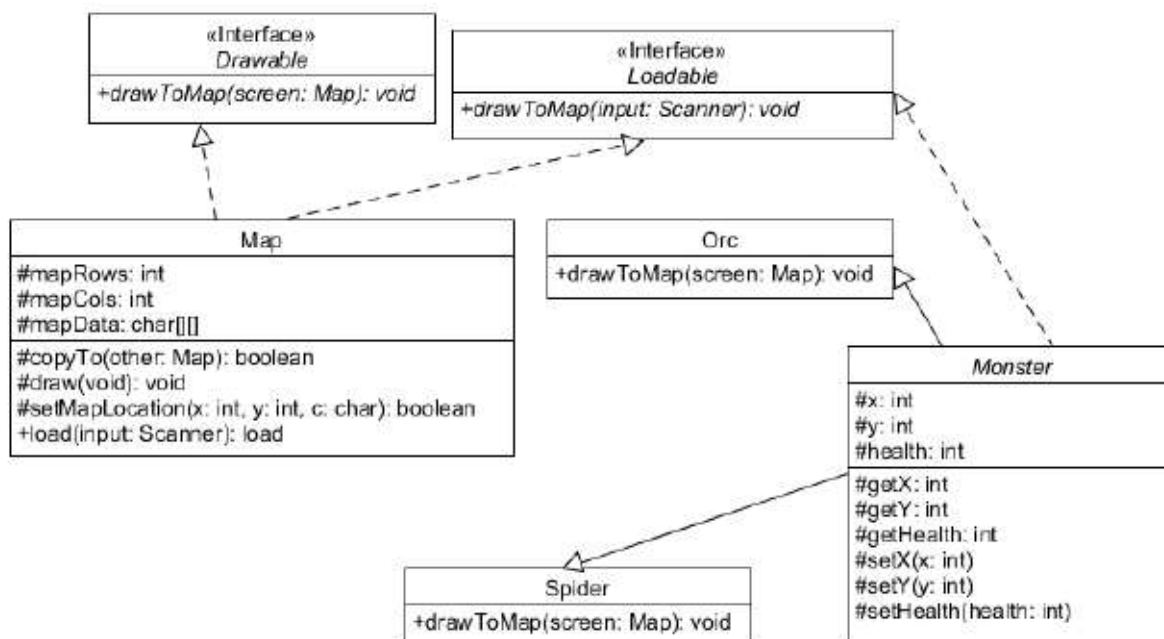 «Interface»
Drawable
+drawToMap(screen: Map): void
«Interface»
Loadable
+drawToMap(input: Scanner): void
Map
#mapRows: int
#mapCols: int
#mapData: char[][]
#copyTo(other: Map): boolean
#draw(void): void
#setMapLocation(x: int, y: int, c: char): boolean
+load(input: Scanner): load
Orc
+drawToMap(screen: Map): void
Monster
#x: int
#y: int
#health: int
#getX: int
#getY: int
#getHealth: int
#setX(x: int)
#setY(y: int)
#setHealth(health: int)
Spider
+drawToMap(screen: Map): void